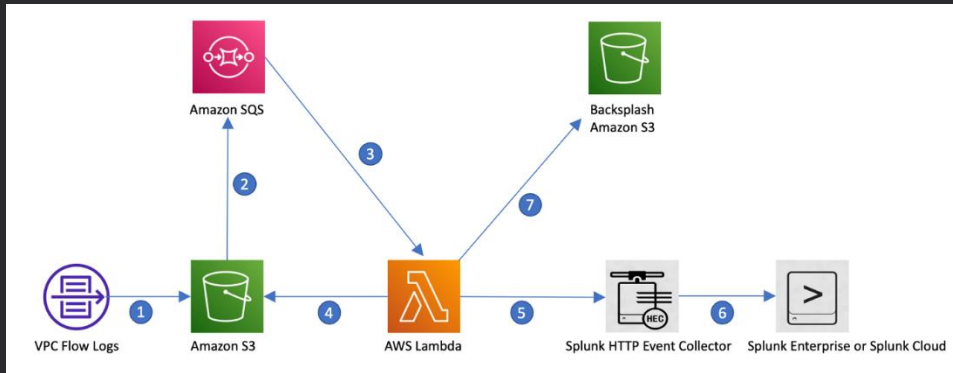 Amazon SQS
Backsplash
Amazon S3
3
2
7
1
4
5
HEC
6
>
VPC Flow Logs
Amazon S3
AWS Lambda
Splunk HTTP Event Collector
Splunk Enterprise or Splunk Cloud